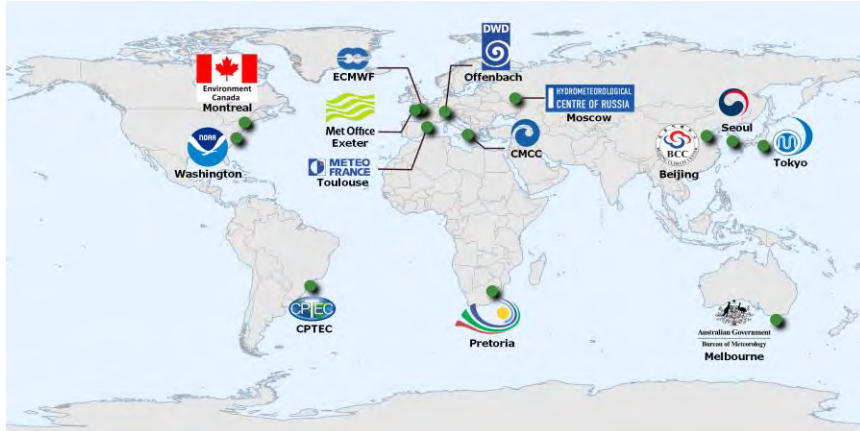 Environment
Canada
Montreal
NOAA
Washington
ECMWF
Met Office
Exeter
METEO
FRANCE
Toulouse
DWD
Offenbach
HYDROMETEOROLOGICAL
CENTRE OF RUSSIA
Moscow
CMCC
Seoul
BCC
Beijing
Tokyo
CPTEC
CPTEC
Pretoria
Australian Government
Bureau of Meteorology
Melbourne